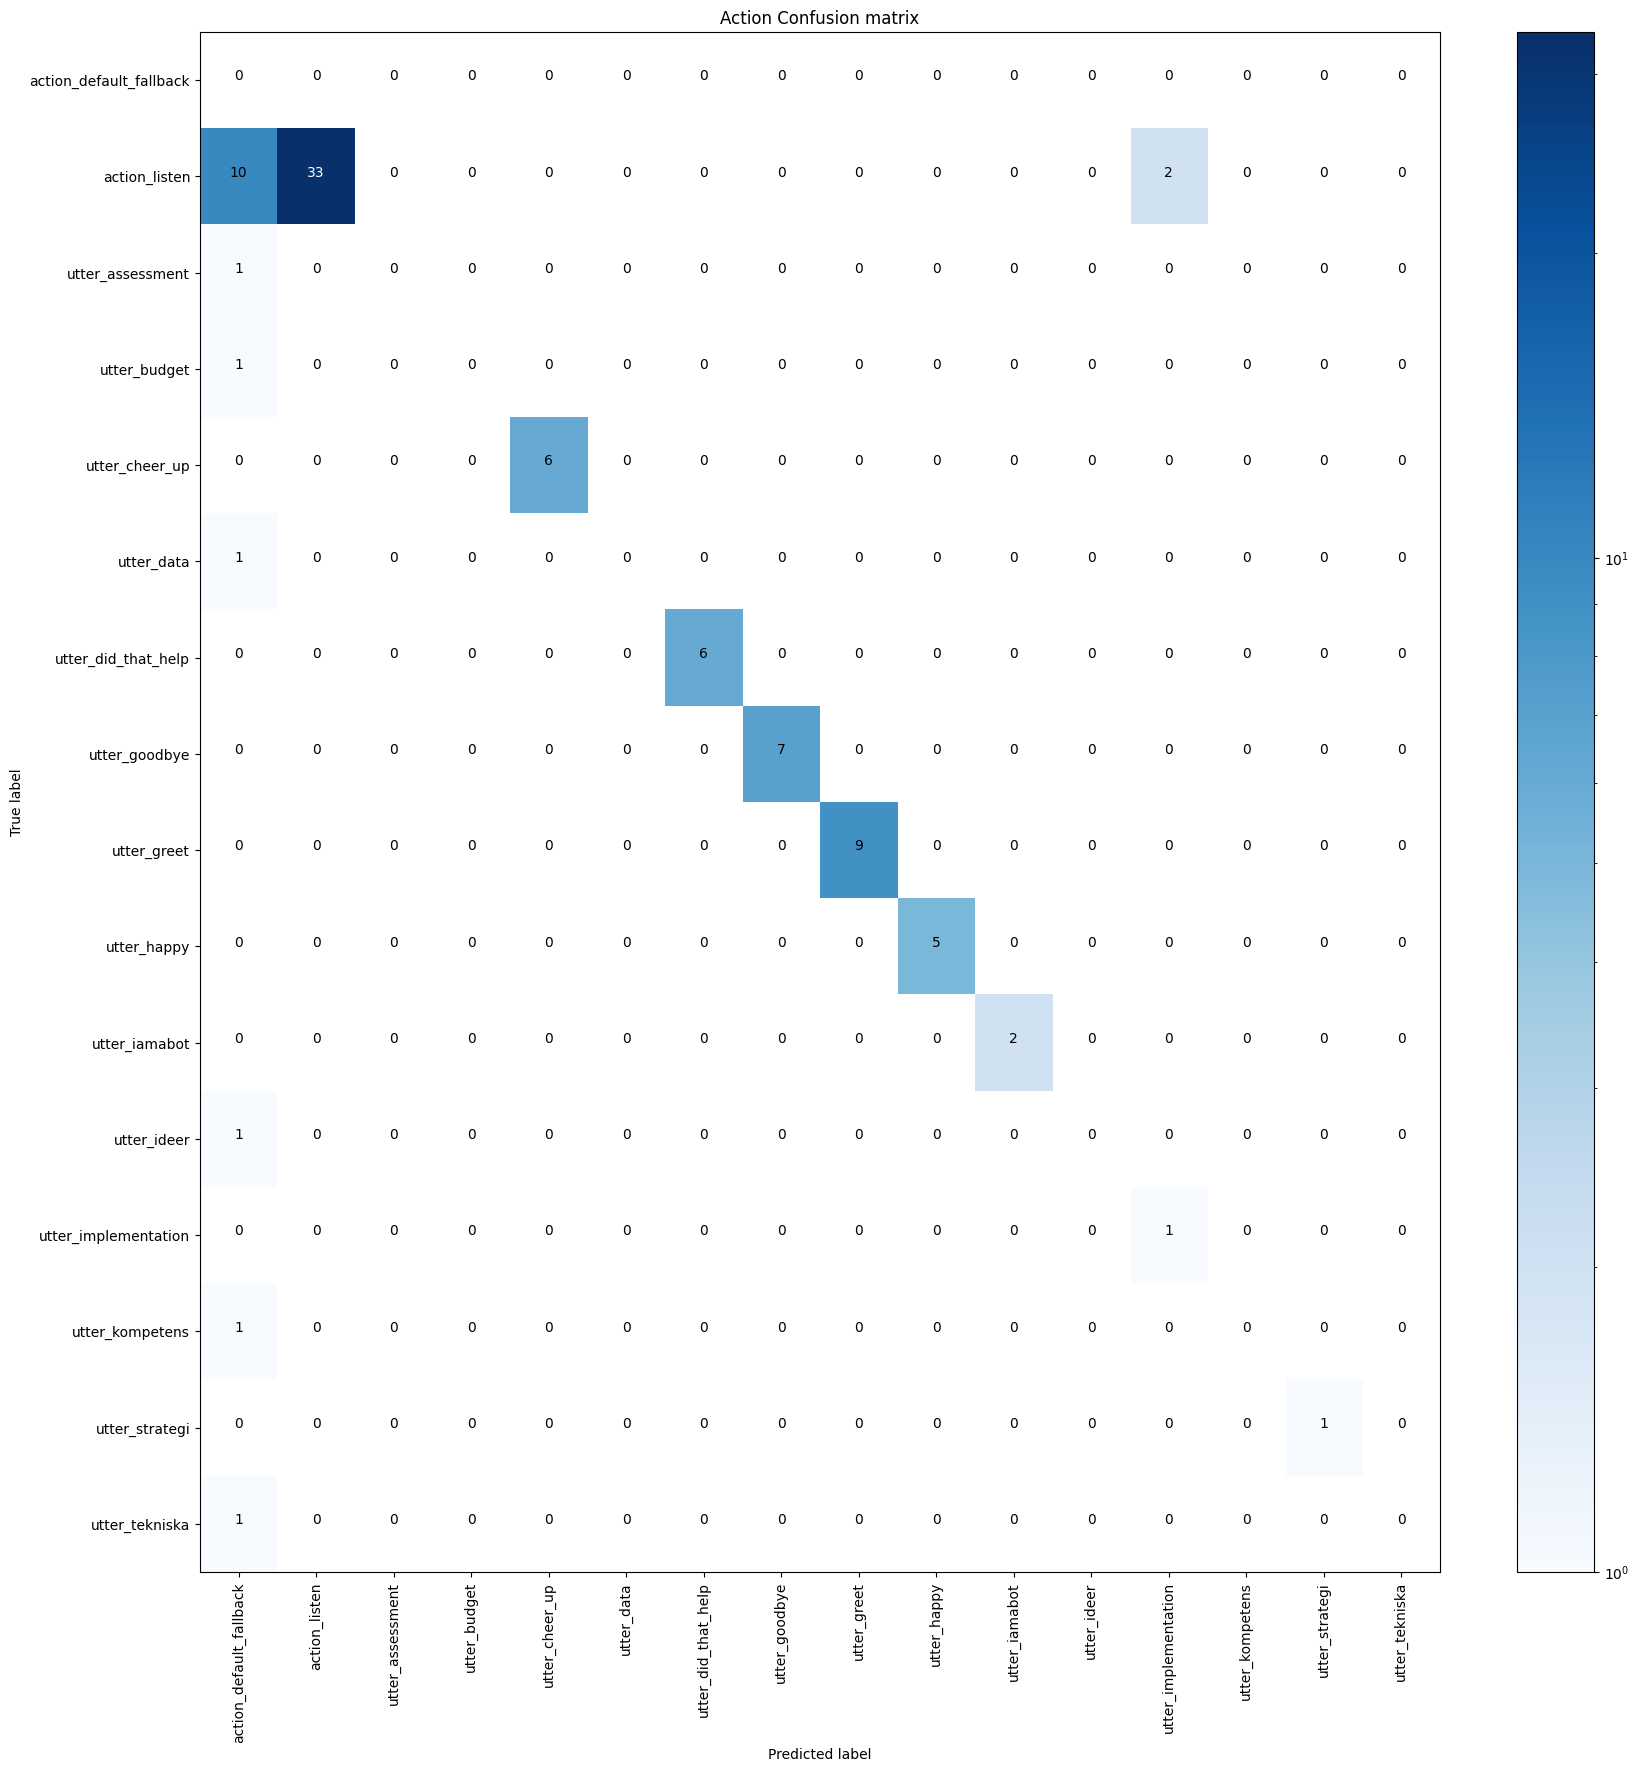 Action Confusion matrix
True label
action_default_fallback 0 0 0 0 0 0 0 0 0 0 0 0 0 0 0 0
action_listen 10 33 0 0 0 0 0 0 0 0 0 0 2 0 0 0
utter_assessment 1 0 0 0 0 0 0 0 0 0 0 0 0 0 0 0
utter_budget 1 0 0 0 0 0 0 0 0 0 0 0 0 0 0 0
utter_cheer_up 0 0 0 0 6 0 0 0 0 0 0 0 0 0 0 0
utter_data 1 0 0 0 0 0 0 0 0 0 0 0 0 0 0 0
utter_did_that_help 0 0 0 0 0 0 6 0 0 0 0 0 0 0 0 0
utter_goodbye 0 0 0 0 0 0 0 7 0 0 0 0 0 0 0 0
utter_greet 0 0 0 0 0 0 0 0 9 0 0 0 0 0 0 0
utter_happy 0 0 0 0 0 0 0 0 0 5 0 0 0 0 0 0
utter_iamabot 0 0 0 0 0 0 0 0 0 0 2 0 0 0 0 0
utter_ideer 1 0 0 0 0 0 0 0 0 0 0 0 0 0 0 0
utter_implementation 0 0 0 0 0 0 0 0 0 0 0 0 1 0 0 0
utter_kompetens 1 0 0 0 0 0 0 0 0 0 0 0 0 0 0 0
utter_strategi 0 0 0 0 0 0 0 0 0 0 0 0 0 0 1 0
utter_tekniska 1 0 0 0 0 0 0 0 0 0 0 0 0 0 0 0
action_default_fallback
action_listen
utter_assessment
utter_budget
utter_cheer_up
utter_data
utter_did_that_help
utter_goodbye
utter_greet
utter_happy
utter_iamabot
utter_ideer
utter_implementation
utter_kompetens
utter_strategi
utter_tekniska
Predicted label
10¹
10⁰